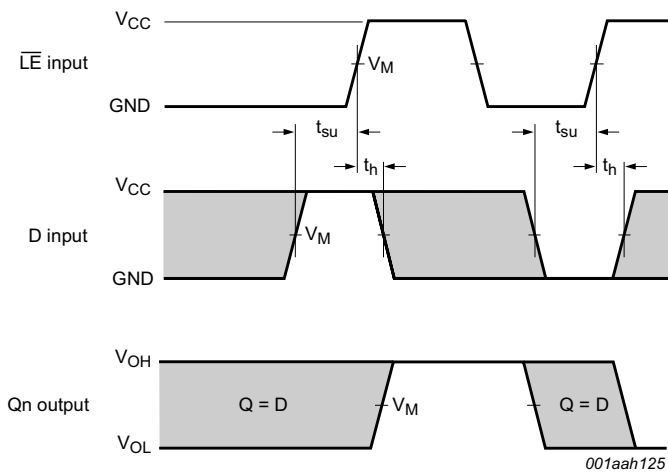 VCC
LE input
VM
GND
tsu
tsu
th
th
VCC
D input
VM
GND
VOH
Qn output
Q = D
VM
Q = D
VOL
001aah125